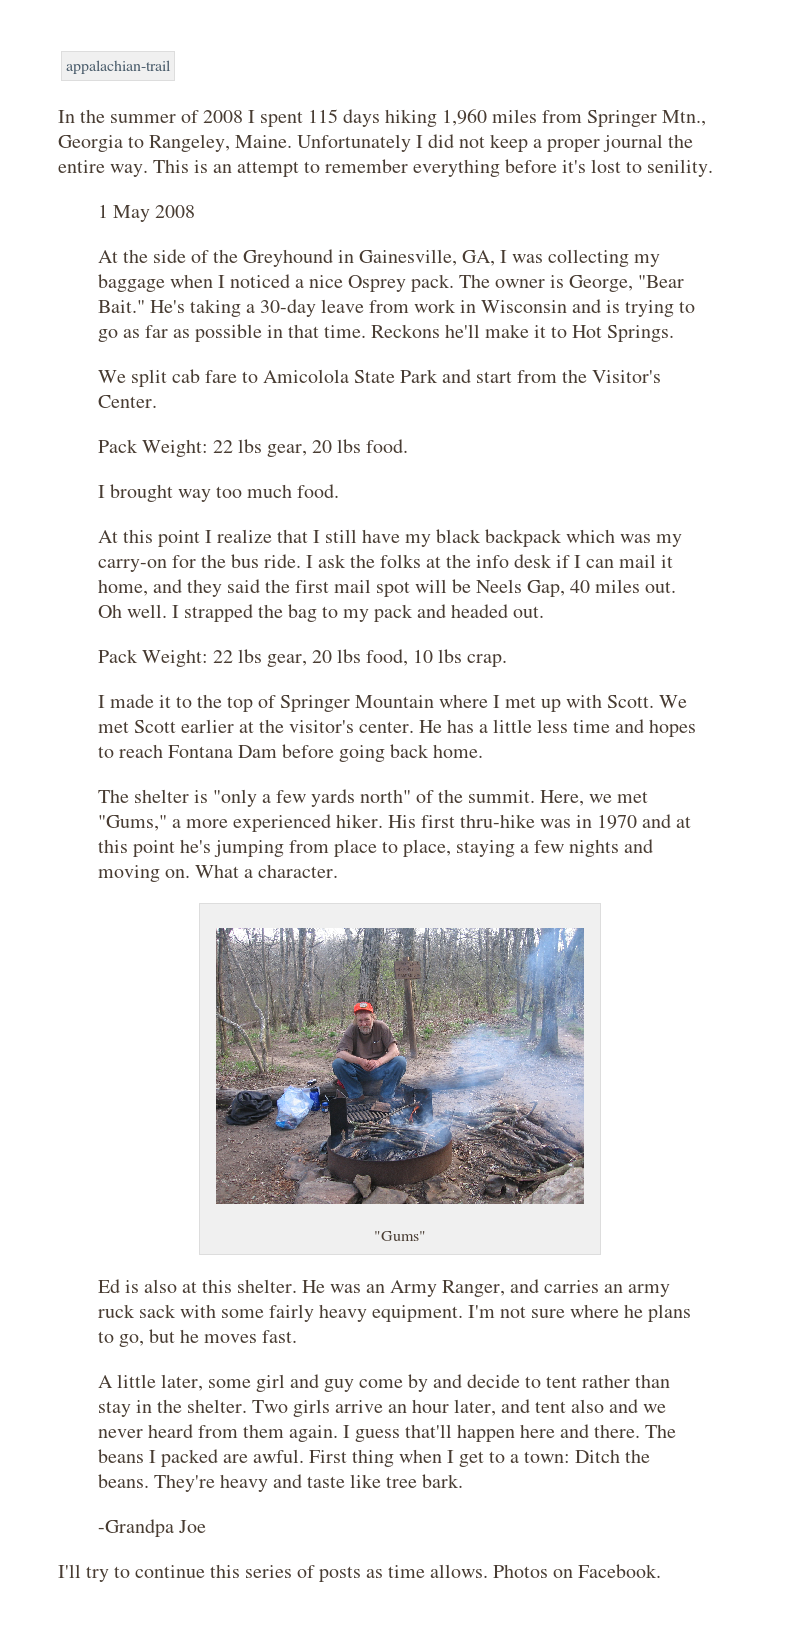 appalachian-trail
In the summer of 2008 I spent 115 days hiking 1,960 miles from Springer Mtn.,
Georgia to Rangeley, Maine. Unfortunately I did not keep a proper journal the
entire way. This is an attempt to remember everything before it's lost to senility.
1 May 2008
At the side of the Greyhound in Gainesville, GA, I was collecting my
baggage when I noticed a nice Osprey pack. The owner is George, "Bear
Bait." He's taking a 30-day leave from work in Wisconsin and is trying to
go as far as possible in that time. Reckons he'll make it to Hot Springs.
We split cab fare to Amicolola State Park and start from the Visitor's
Center.
Pack Weight: 22 lbs gear, 20 lbs food.
I brought way too much food.
At this point I realize that I still have my black backpack which was my
carry-on for the bus ride. I ask the folks at the info desk if I can mail it
home, and they said the first mail spot will be Neels Gap, 40 miles out.
Oh well. I strapped the bag to my pack and headed out.
Pack Weight: 22 lbs gear, 20 lbs food, 10 lbs crap.
I made it to the top of Springer Mountain where I met up with Scott. We
met Scott earlier at the visitor's center. He has a little less time and hopes
to reach Fontana Dam before going back home.
The shelter is "only a few yards north" of the summit. Here, we met
"Gums," a more experienced hiker. His first thru-hike was in 1970 and at
this point he's jumping from place to place, staying a few nights and
moving on. What a character.
"Gums"
Ed is also at this shelter. He was an Army Ranger, and carries an army
ruck sack with some fairly heavy equipment. I'm not sure where he plans
to go, but he moves fast.
A little later, some girl and guy come by and decide to tent rather than
stay in the shelter. Two girls arrive an hour later, and tent also and we
never heard from them again. I guess that'll happen here and there. The
beans I packed are awful. First thing when I get to a town: Ditch the
beans. They're heavy and taste like tree bark.
-Grandpa Joe
I'll try to continue this series of posts as time allows. Photos on Facebook.